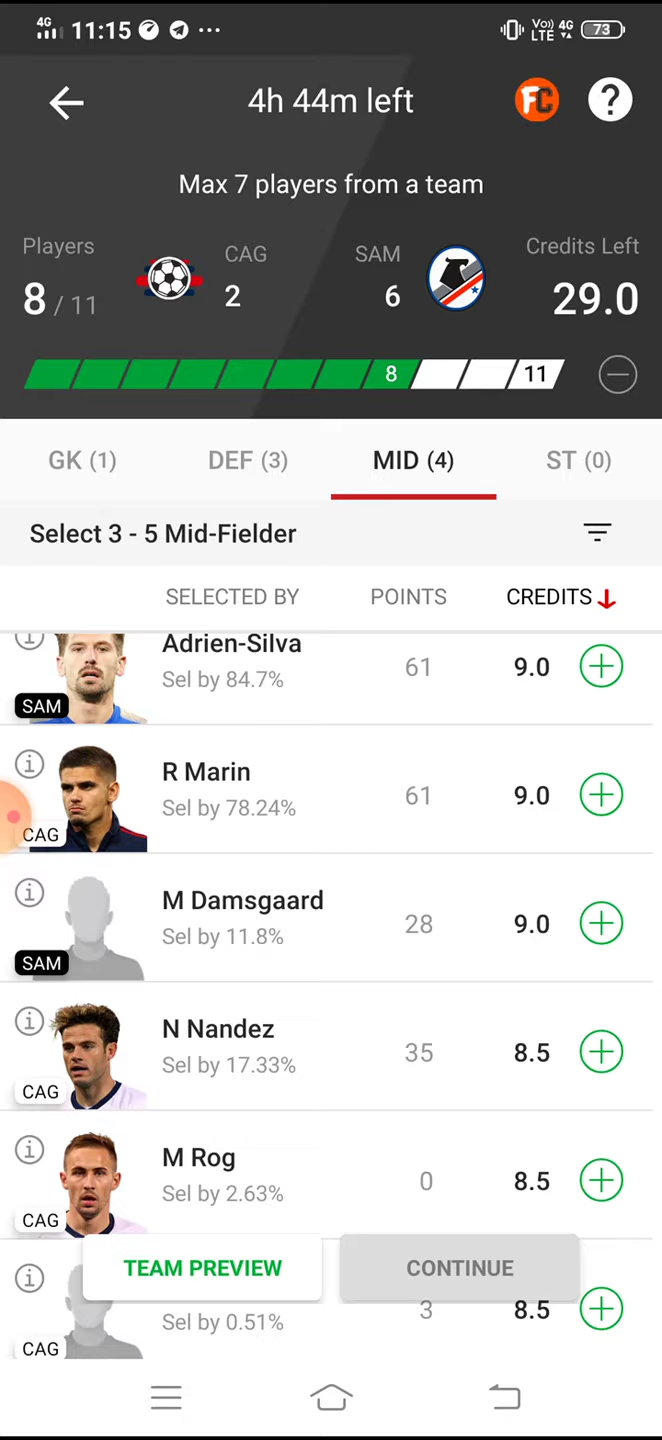 4G 11:15 ... Vo)) LTE 4G 73
4h 44m left FC ?
Max 7 players from a team
Players CAG SAM Credits Left
8 / 11 2 6 29.0
8 11
GK (1) DEF (3) MID (4) ST (0)
Select 3 - 5 Mid-Fielder
SELECTED BY POINTS CREDITS
Adrien-Silva
Sel by 84.7% 61 9.0
SAM
R Marin
Sel by 78.24% 61 9.0
CAG
M Damsgaard
Sel by 11.8% 28 9.0
SAM
N Nandez
Sel by 17.33% 35 8.5
CAG
M Rog
Sel by 2.63% 0 8.5
CAG
TEAM PREVIEW CONTINUE
Sel by 0.51% 3 8.5
CAG